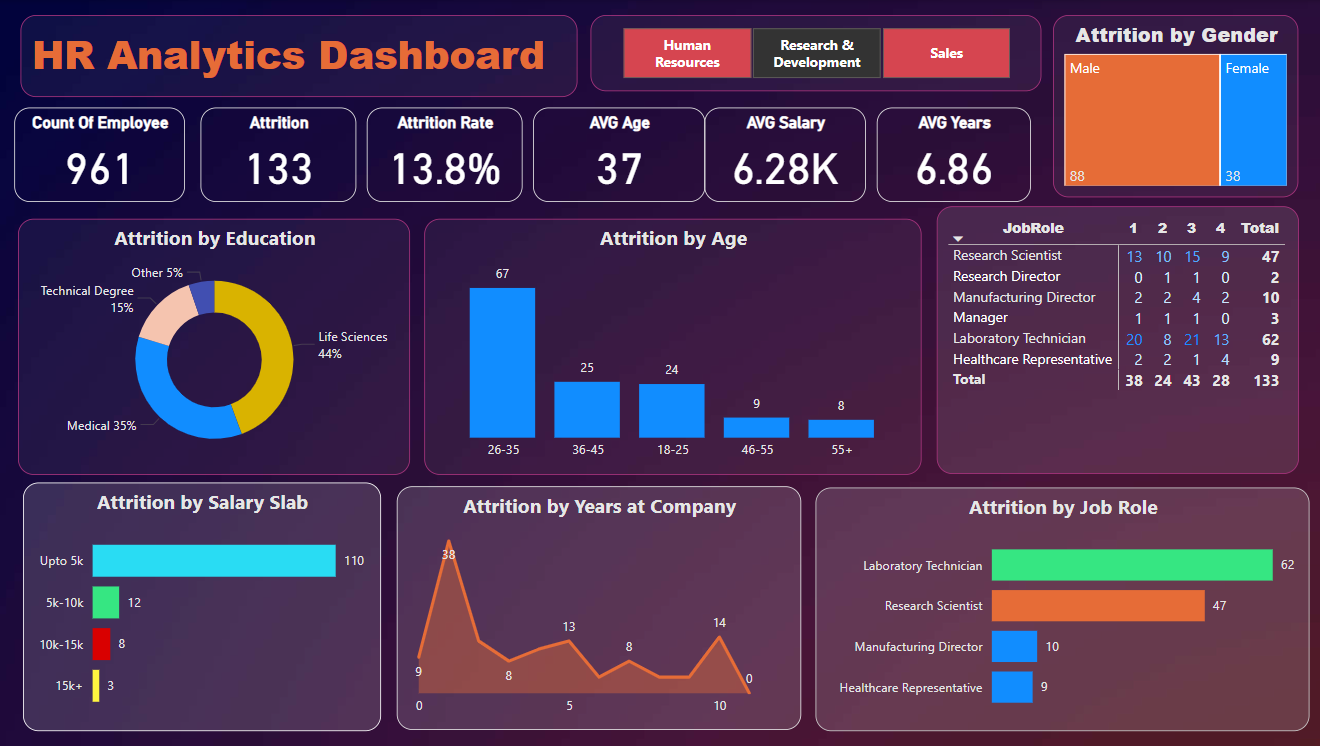 HR Analytics Dashboard
Human
Resources
Research &
Development
Sales
Attrition by Gender
Male
Female
88
38
Count Of Employee
961
Attrition
133
Attrition Rate
13.8%
AVG Age
37
AVG Salary
6.28K
AVG Years
6.86
Attrition by Education
Other 5%
Technical Degree
15%
Life Sciences
44%
Medical 35%
Attrition by Age
67
25
24
9
8
26-35
36-45
18-25
46-55
55+
JobRole 1 2 3 4 Total
Research Scientist 13 10 15 9 47
Research Director 0 1 1 0 2
Manufacturing Director 2 2 4 2 10
Manager 1 1 1 0 3
Laboratory Technician 20 8 21 13 62
Healthcare Representative 2 2 1 4 9
Total 38 24 43 28 133
Attrition by Salary Slab
Upto 5k 110
5k-10k 12
10k-15k 8
15k+ 3
Attrition by Years at Company
38
13
14
8
9
8
0
0
5
10
Attrition by Job Role
Laboratory Technician 62
Research Scientist 47
Manufacturing Director 10
Healthcare Representative 9